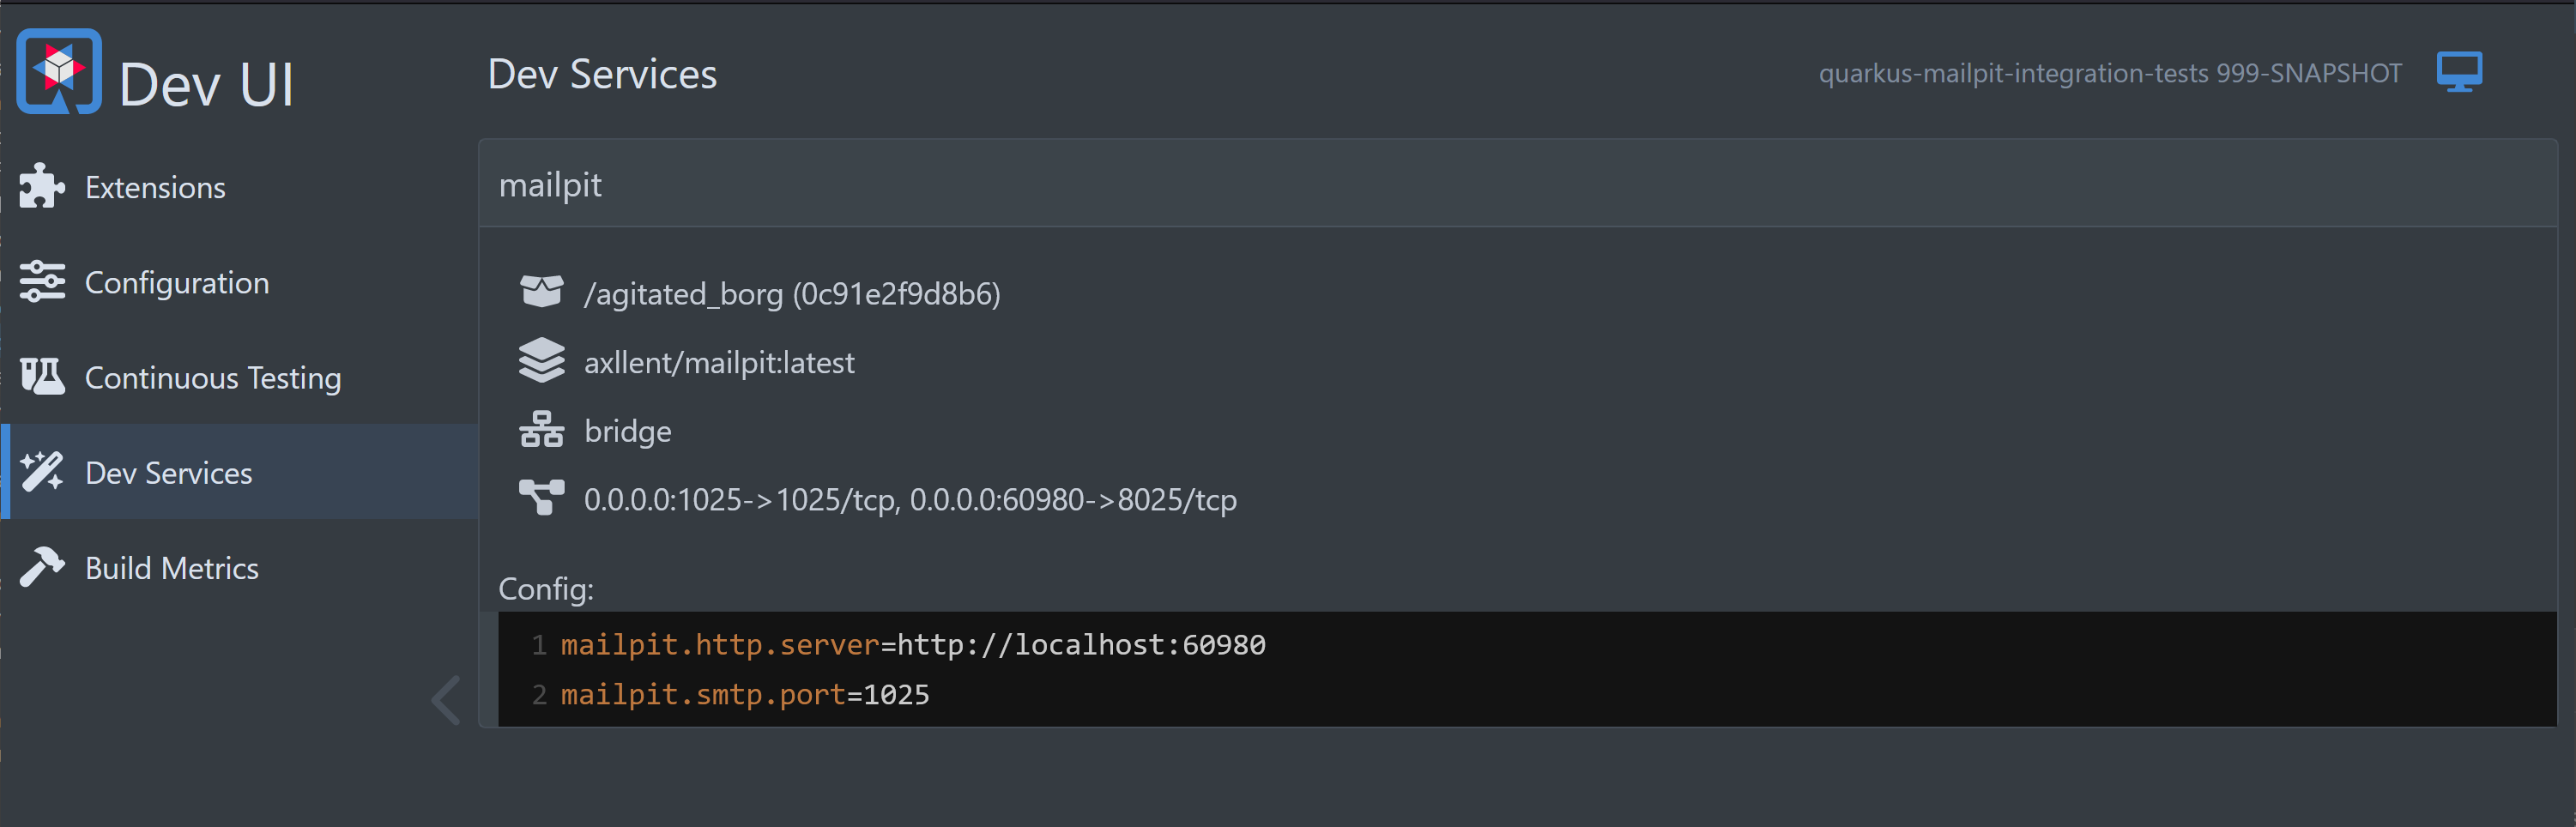 Dev UI
Extensions
Configuration
Continuous Testing
Dev Services
Build Metrics
Dev Services
quarkus-mailpit-integration-tests 999-SNAPSHOT
mailpit
/agitated_borg (0c91e2f9d8b6)
axllent/mailpit:latest
bridge
0.0.0.0:1025->1025/tcp, 0.0.0.0:60980->8025/tcp
Config:
1 mailpit.http.server=http://localhost:60980
2 mailpit.smtp.port=1025